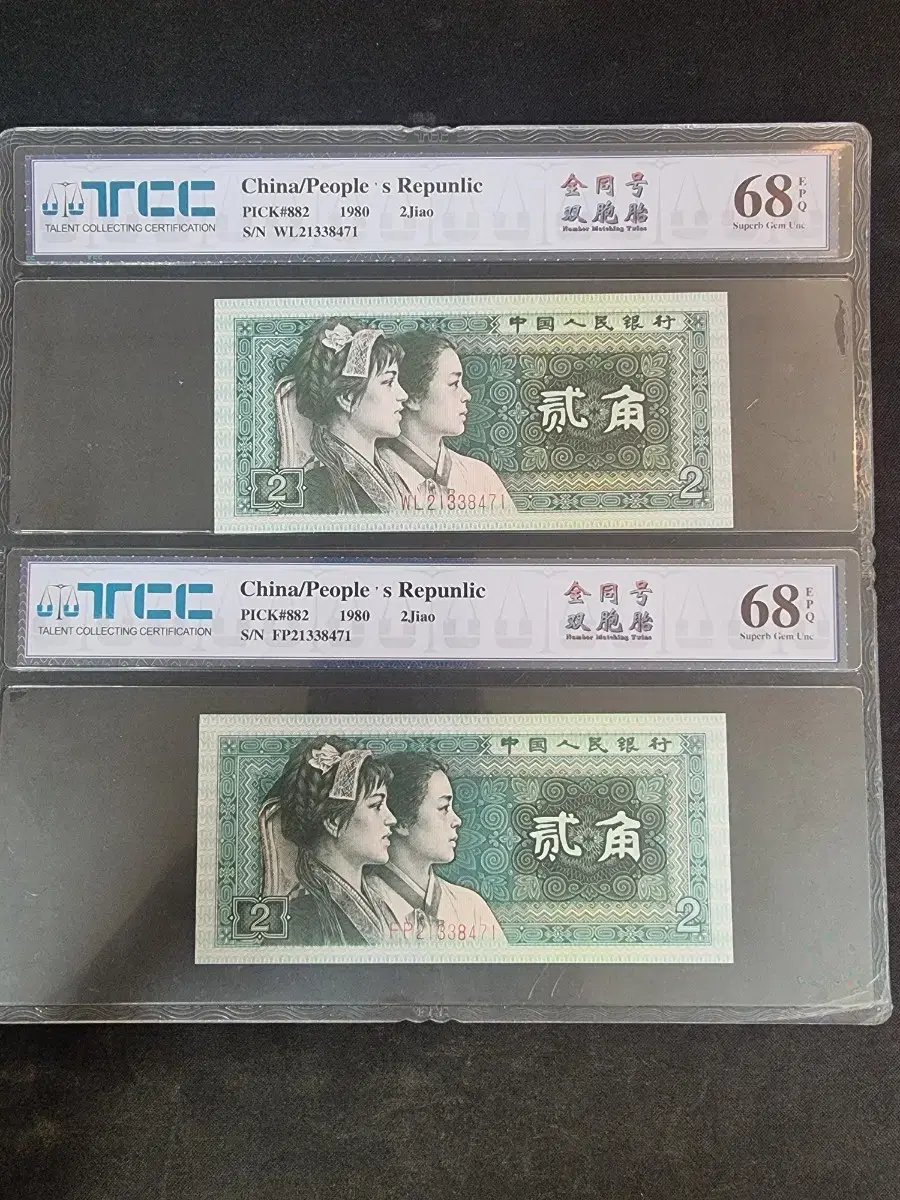 TCC
TALENT COLLECTING CERTIFICATION
China/People's Repunlic
PICK#882 1980 2Jiao
S/N WL21338471
全同号
双胞胎
Number Matching Twins
68 EPQ
Superb Gem Unc
中国人民银行
贰角
2 2
WL21338471
TCC
TALENT COLLECTING CERTIFICATION
China/People's Repunlic
PICK#882 1980 2Jiao
S/N FP21338471
全同号
双胞胎
Number Matching Twins
68 EPQ
Superb Gem Unc
中国人民银行
贰角
2 2
FP21338471